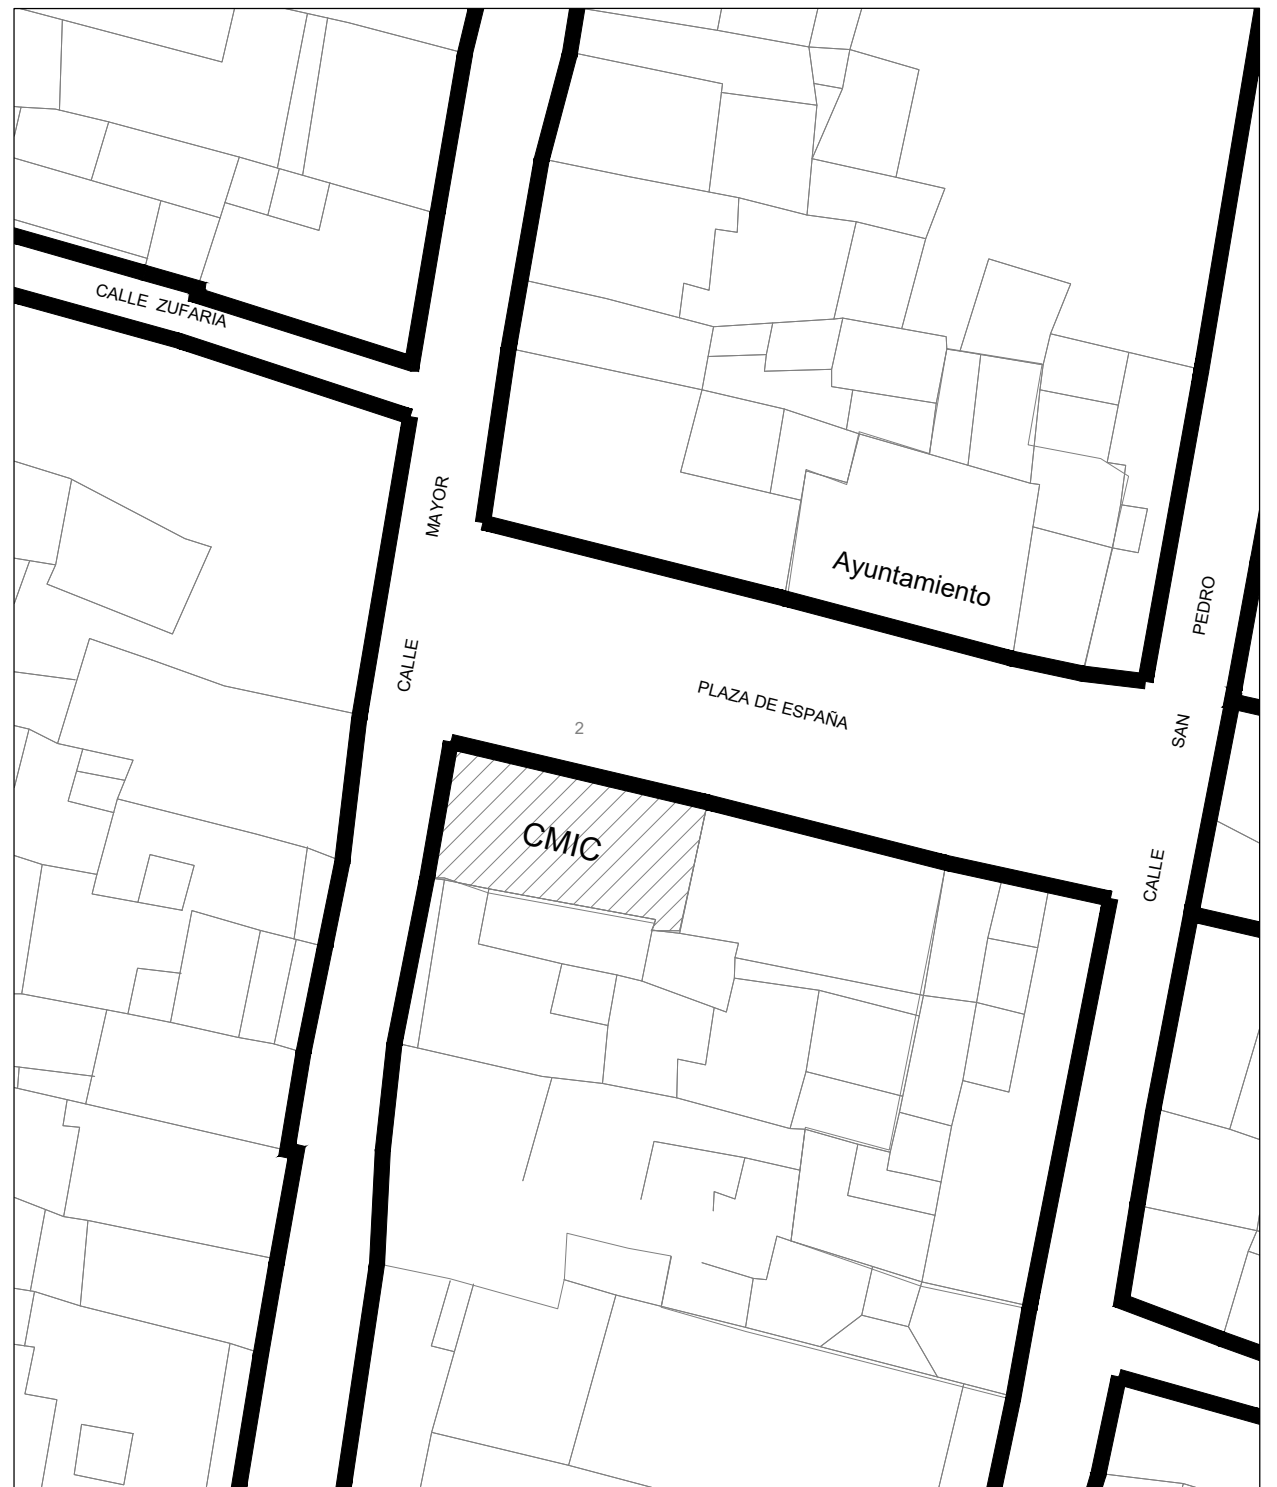 CALLE ZUFARIA
MAYOR
CALLE
Ayuntamiento
PEDRO
SAN
CALLE
PLAZA DE ESPAÑA
2
CMIC